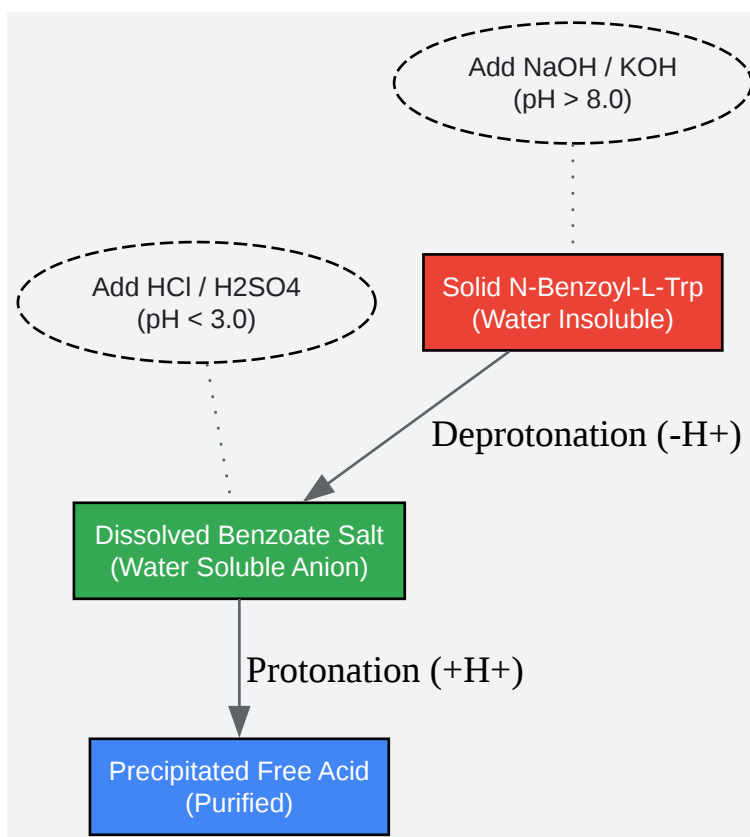 Add NaOH / KOH
(pH > 8.0)
Solid N-Benzoyl-L-Trp
(Water Insoluble)
Add HCl / H2SO4
(pH < 3.0)
Deprotonation (-H+)
Dissolved Benzoate Salt
(Water Soluble Anion)
Protonation (+H+)
Precipitated Free Acid
(Purified)